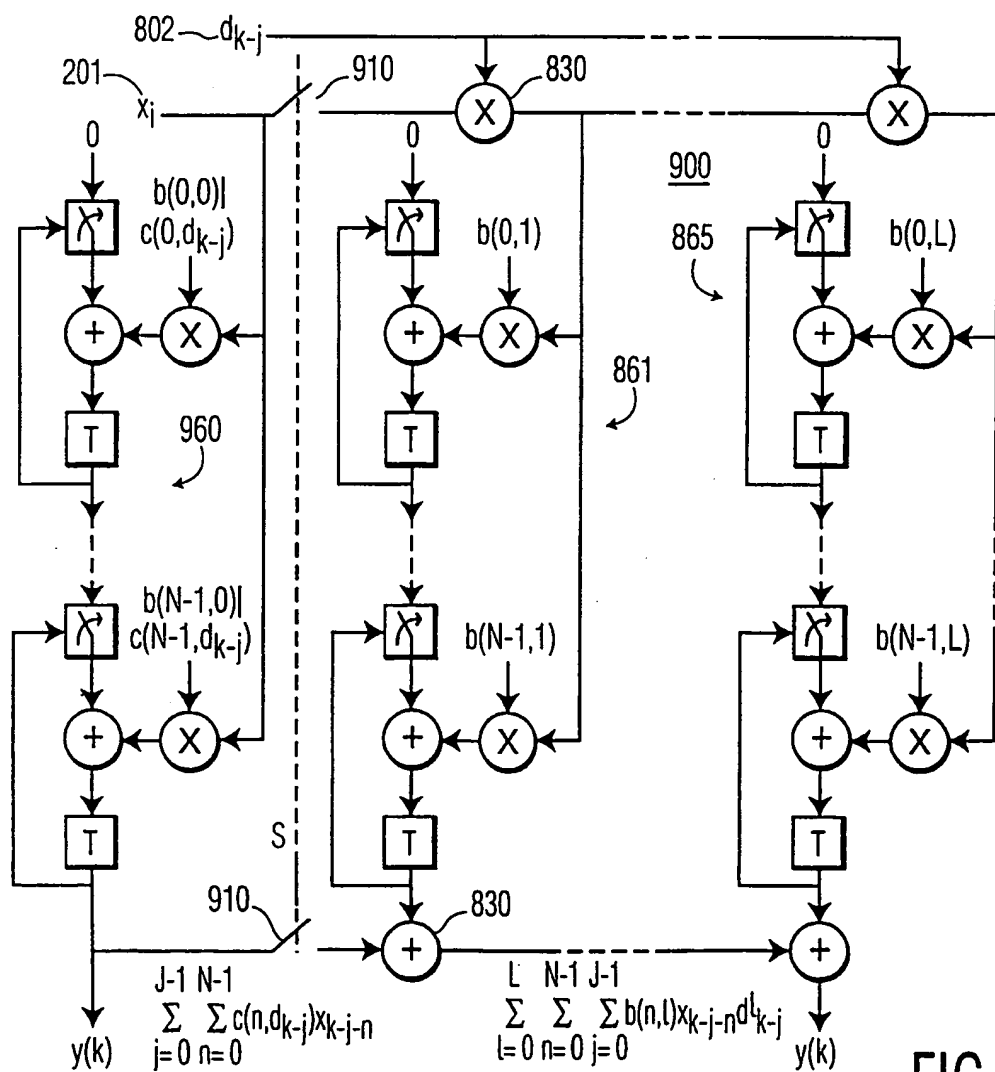 802 d_{k-j}
201 910 830
x_i X X
0 0 900 0
b(0,0)|
c(0,d_{k-j}) b(0,1) 865 b(0,L)
+ X + X + X
861
T 960 T T
b(N-1,0)|
c(N-1,d_{k-j}) b(N-1,1) b(N-1,L)
+ X + X + X
T S T T
910 830
+ +
J-1 N-1 L N-1 J-1
Σ Σ c(n,d_{k-j})x_{k-j-n} Σ Σ Σ b(n,l)x_{k-j-n}d^l_{k-j}
y(k) j=0 n=0 l=0 n=0 j=0 y(k)
FIG